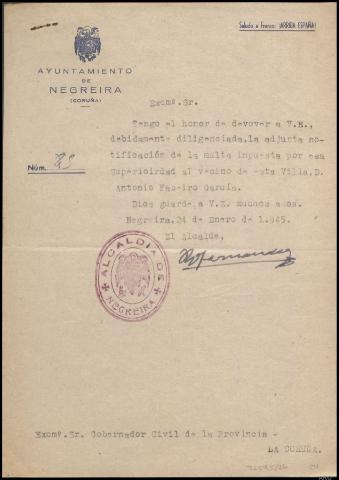 Saludo a Franco: ¡ARRIBA ESPAÑA!
AYUNTAMIENTO
DE
NEGREIRA
(CORUÑA)
Núm.
Excmº.Sr.
Tengo el honor de devover a V.E.,
debidamente diligenciada,la adjunta no-
tificación de la multa impuesta por esa
Superioridad al vecino de esta Villa,D.
Antonio Fabeiro García.
Dios guarde a V.E. muchos años.
Negreira,24 de Enero de 1.945.
El Alcalde,
ALCALDIA DE
NEGREIRA
Excmº.Sr. Gobernador Civil de la Provincia -
LA CORUÑA.